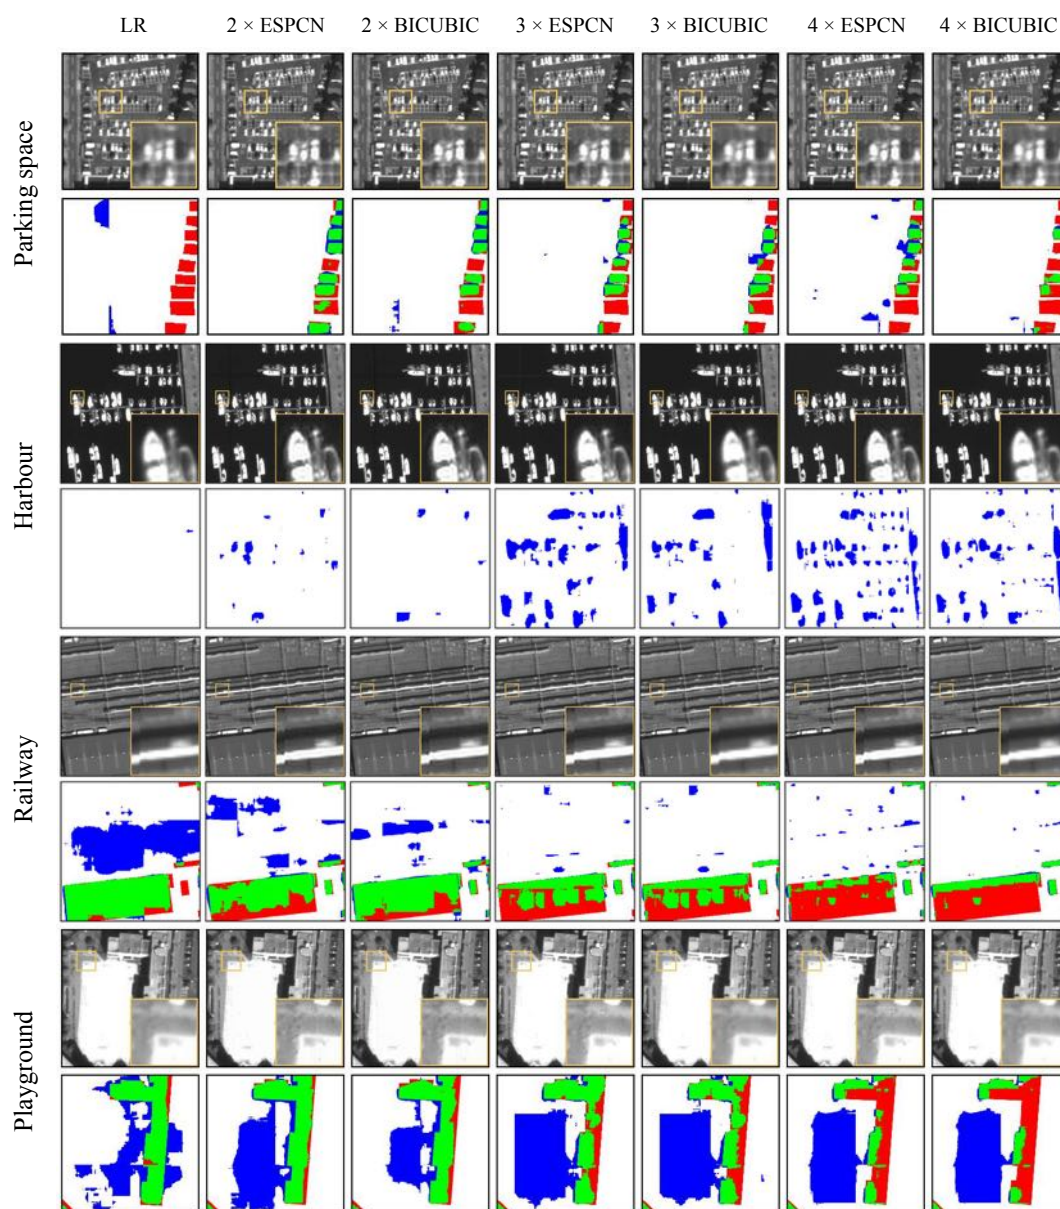 LR 2 × ESPCN 2 × BICUBIC 3 × ESPCN 3 × BICUBIC 4 × ESPCN 4 × BICUBIC
Parking space
Harbour
Railway
Playground